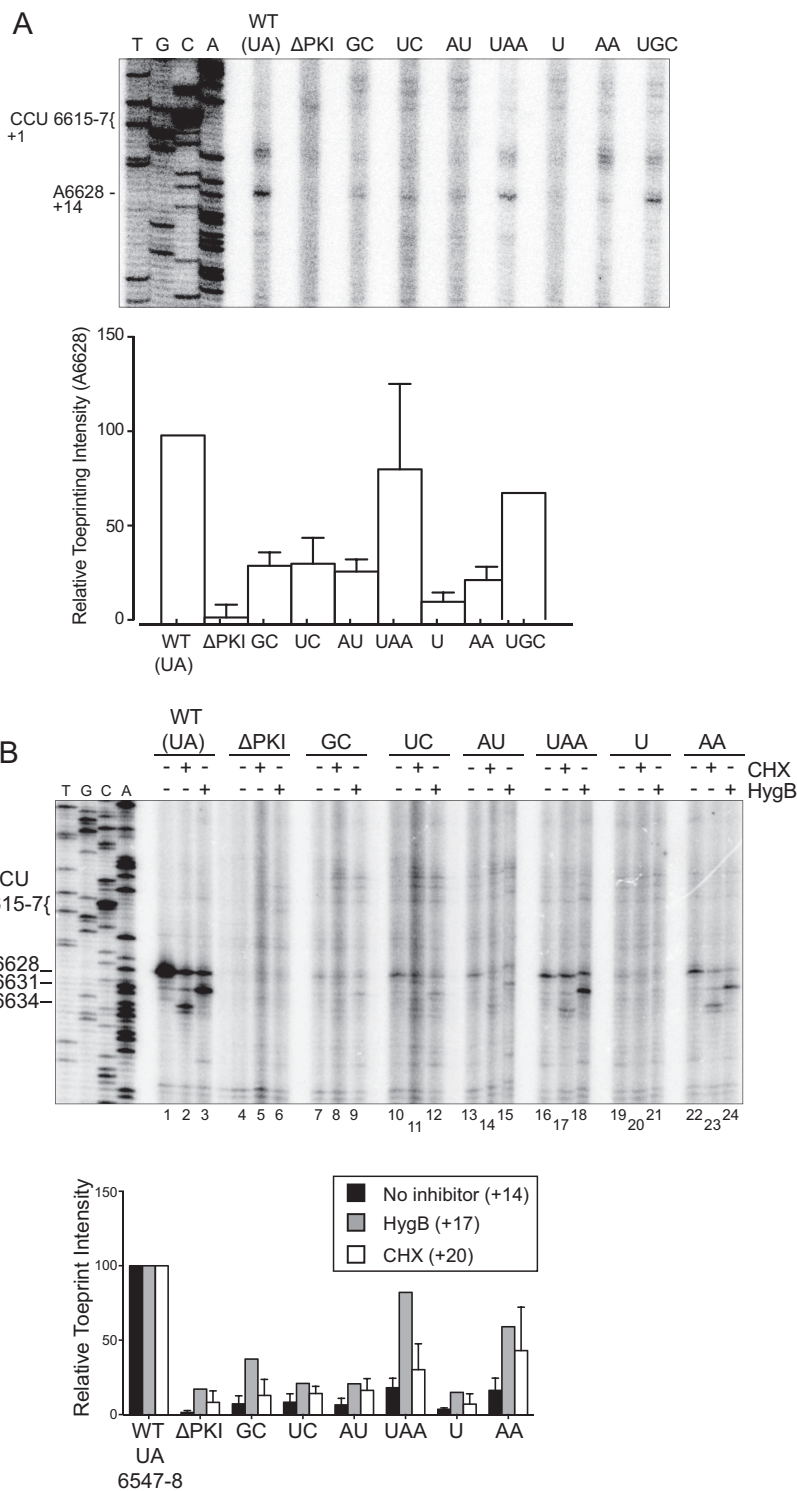 A
WT
T G C A (UA) ΔPKI GC UC AU UAA U AA UGC
CCU 6615-7{
+1
A6628 -
+14
Relative Toeprinting Intensity (A6628)
150
100
50
0
WT ΔPKI GC UC AU UAA U AA UGC
(UA)
B
WT
(UA) ΔPKI GC UC AU UAA U AA
- + - - + - - + - - + - - + - - + - - + - - + - CHX
- - + - - + - - + - - + - - + - - + - - + - - + HygB
T G C A
CU
615-7{
6628–
6631–
6634–
1 2 3 4 5 6 7 8 9 10 11 12 13 14 15 16 17 18 19 20 21 22 23 24
Relative Toeprint Intensity
150
100
50
0
No inhibitor (+14)
HygB (+17)
CHX (+20)
WT ΔPKI GC UC AU UAA U AA
UA
6547-8